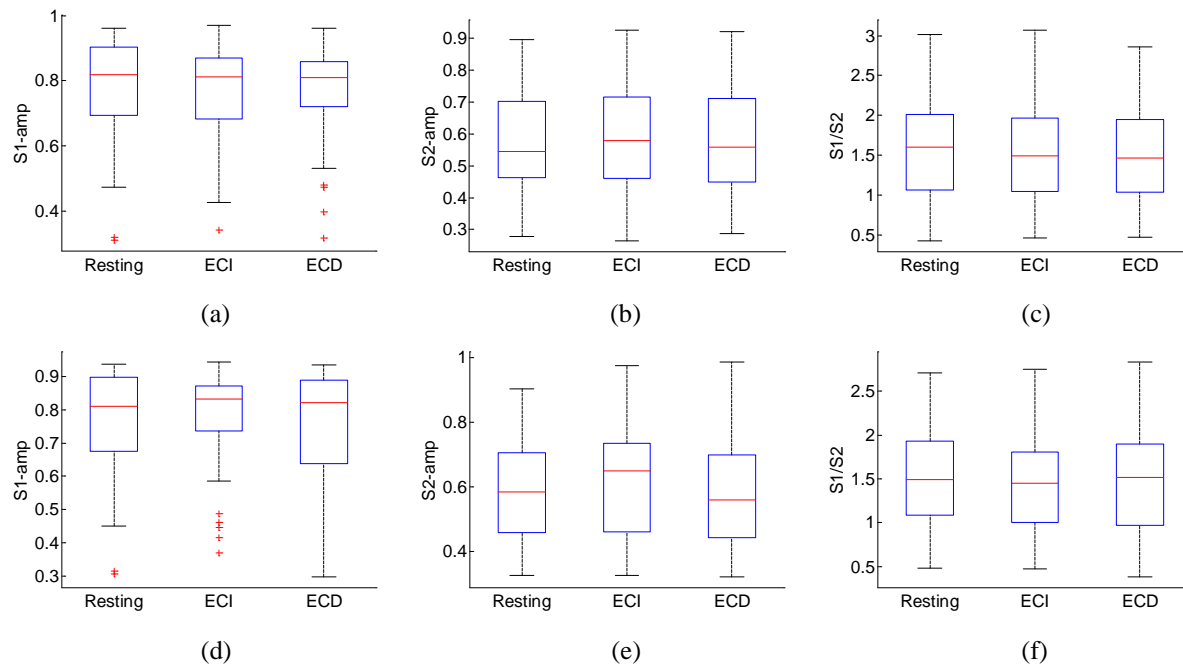 1
0.8
0.6
0.4
S1-amp
Resting ECI ECD
(a)
0.9
0.8
0.7
0.6
0.5
0.4
0.3
S2-amp
Resting ECI ECD
(b)
3
2.5
2
1.5
1
0.5
S1/S2
Resting ECI ECD
(c)
0.9
0.8
0.7
0.6
0.5
0.4
0.3
S1-amp
Resting ECI ECD
(d)
1
0.8
0.6
0.4
S2-amp
Resting ECI ECD
(e)
2.5
2
1.5
1
0.5
S1/S2
Resting ECI ECD
(f)